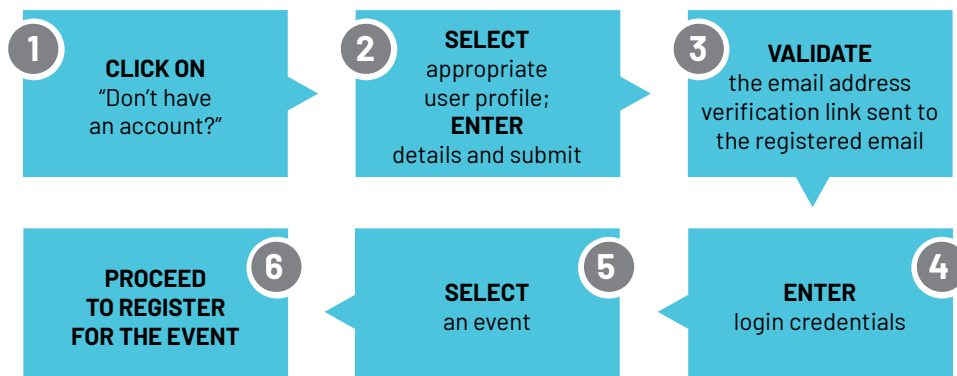 1
CLICK ON
“Don’t have
an account?”
2
SELECT
appropriate
user profile;
ENTER
details and submit
3
VALIDATE
the email address
verification link sent to
the registered email
4
ENTER
login credentials
5
SELECT
an event
6
PROCEED
TO REGISTER
FOR THE EVENT